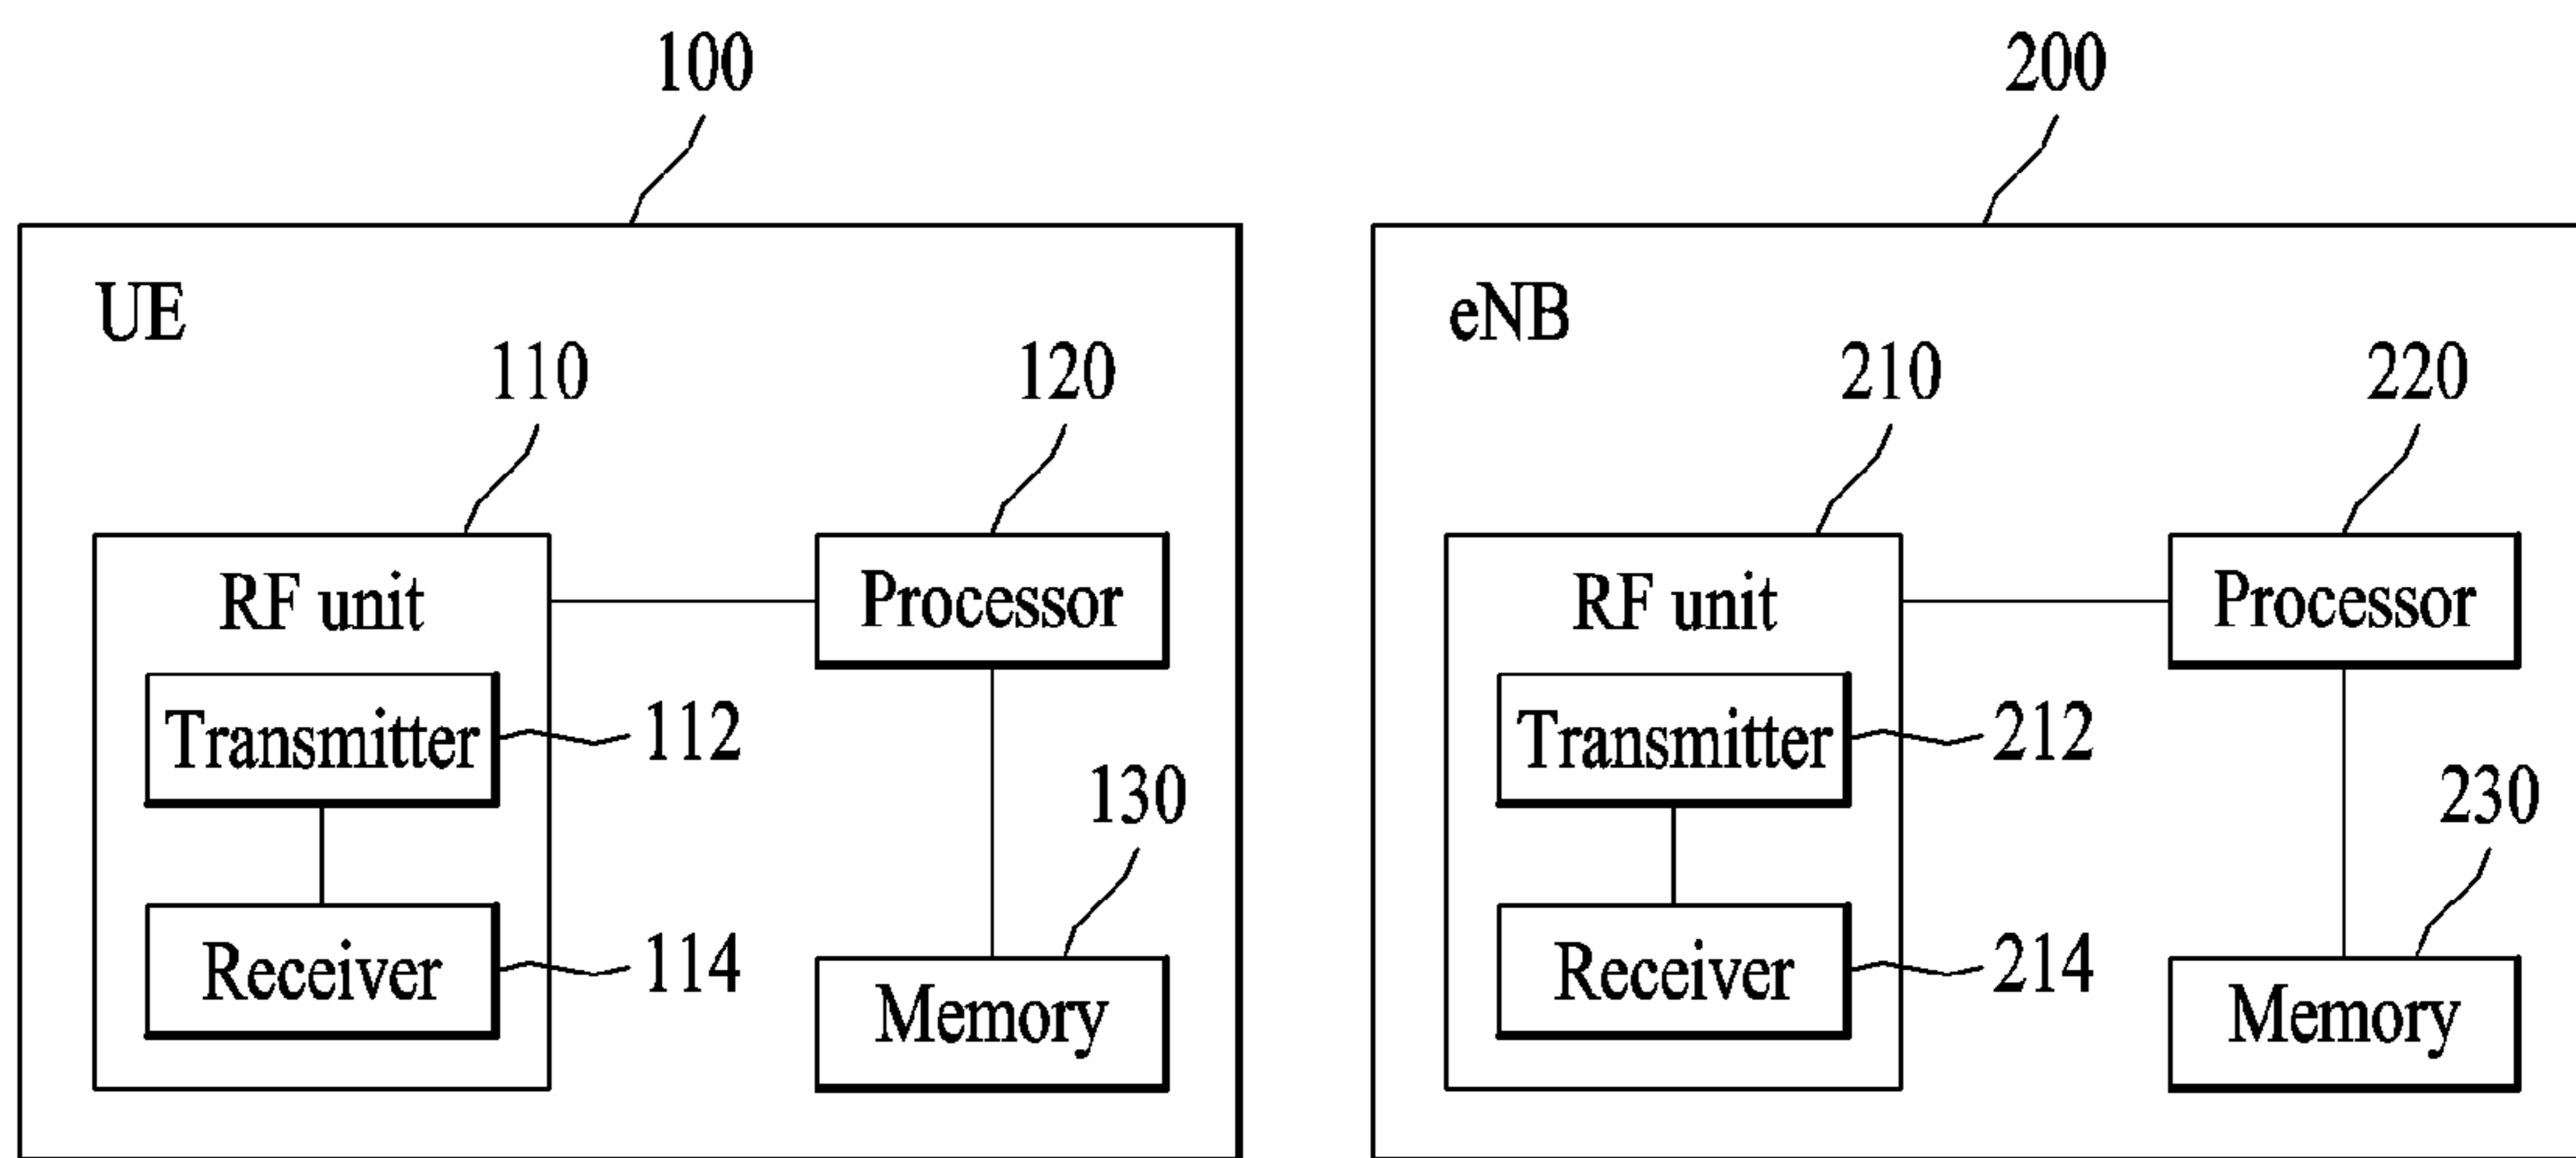 100
200
UE
eNB
110
120
210
220
RF unit
Processor
RF unit
Processor
Transmitter
112
Transmitter
212
130
230
Receiver
114
Receiver
214
Memory
Memory